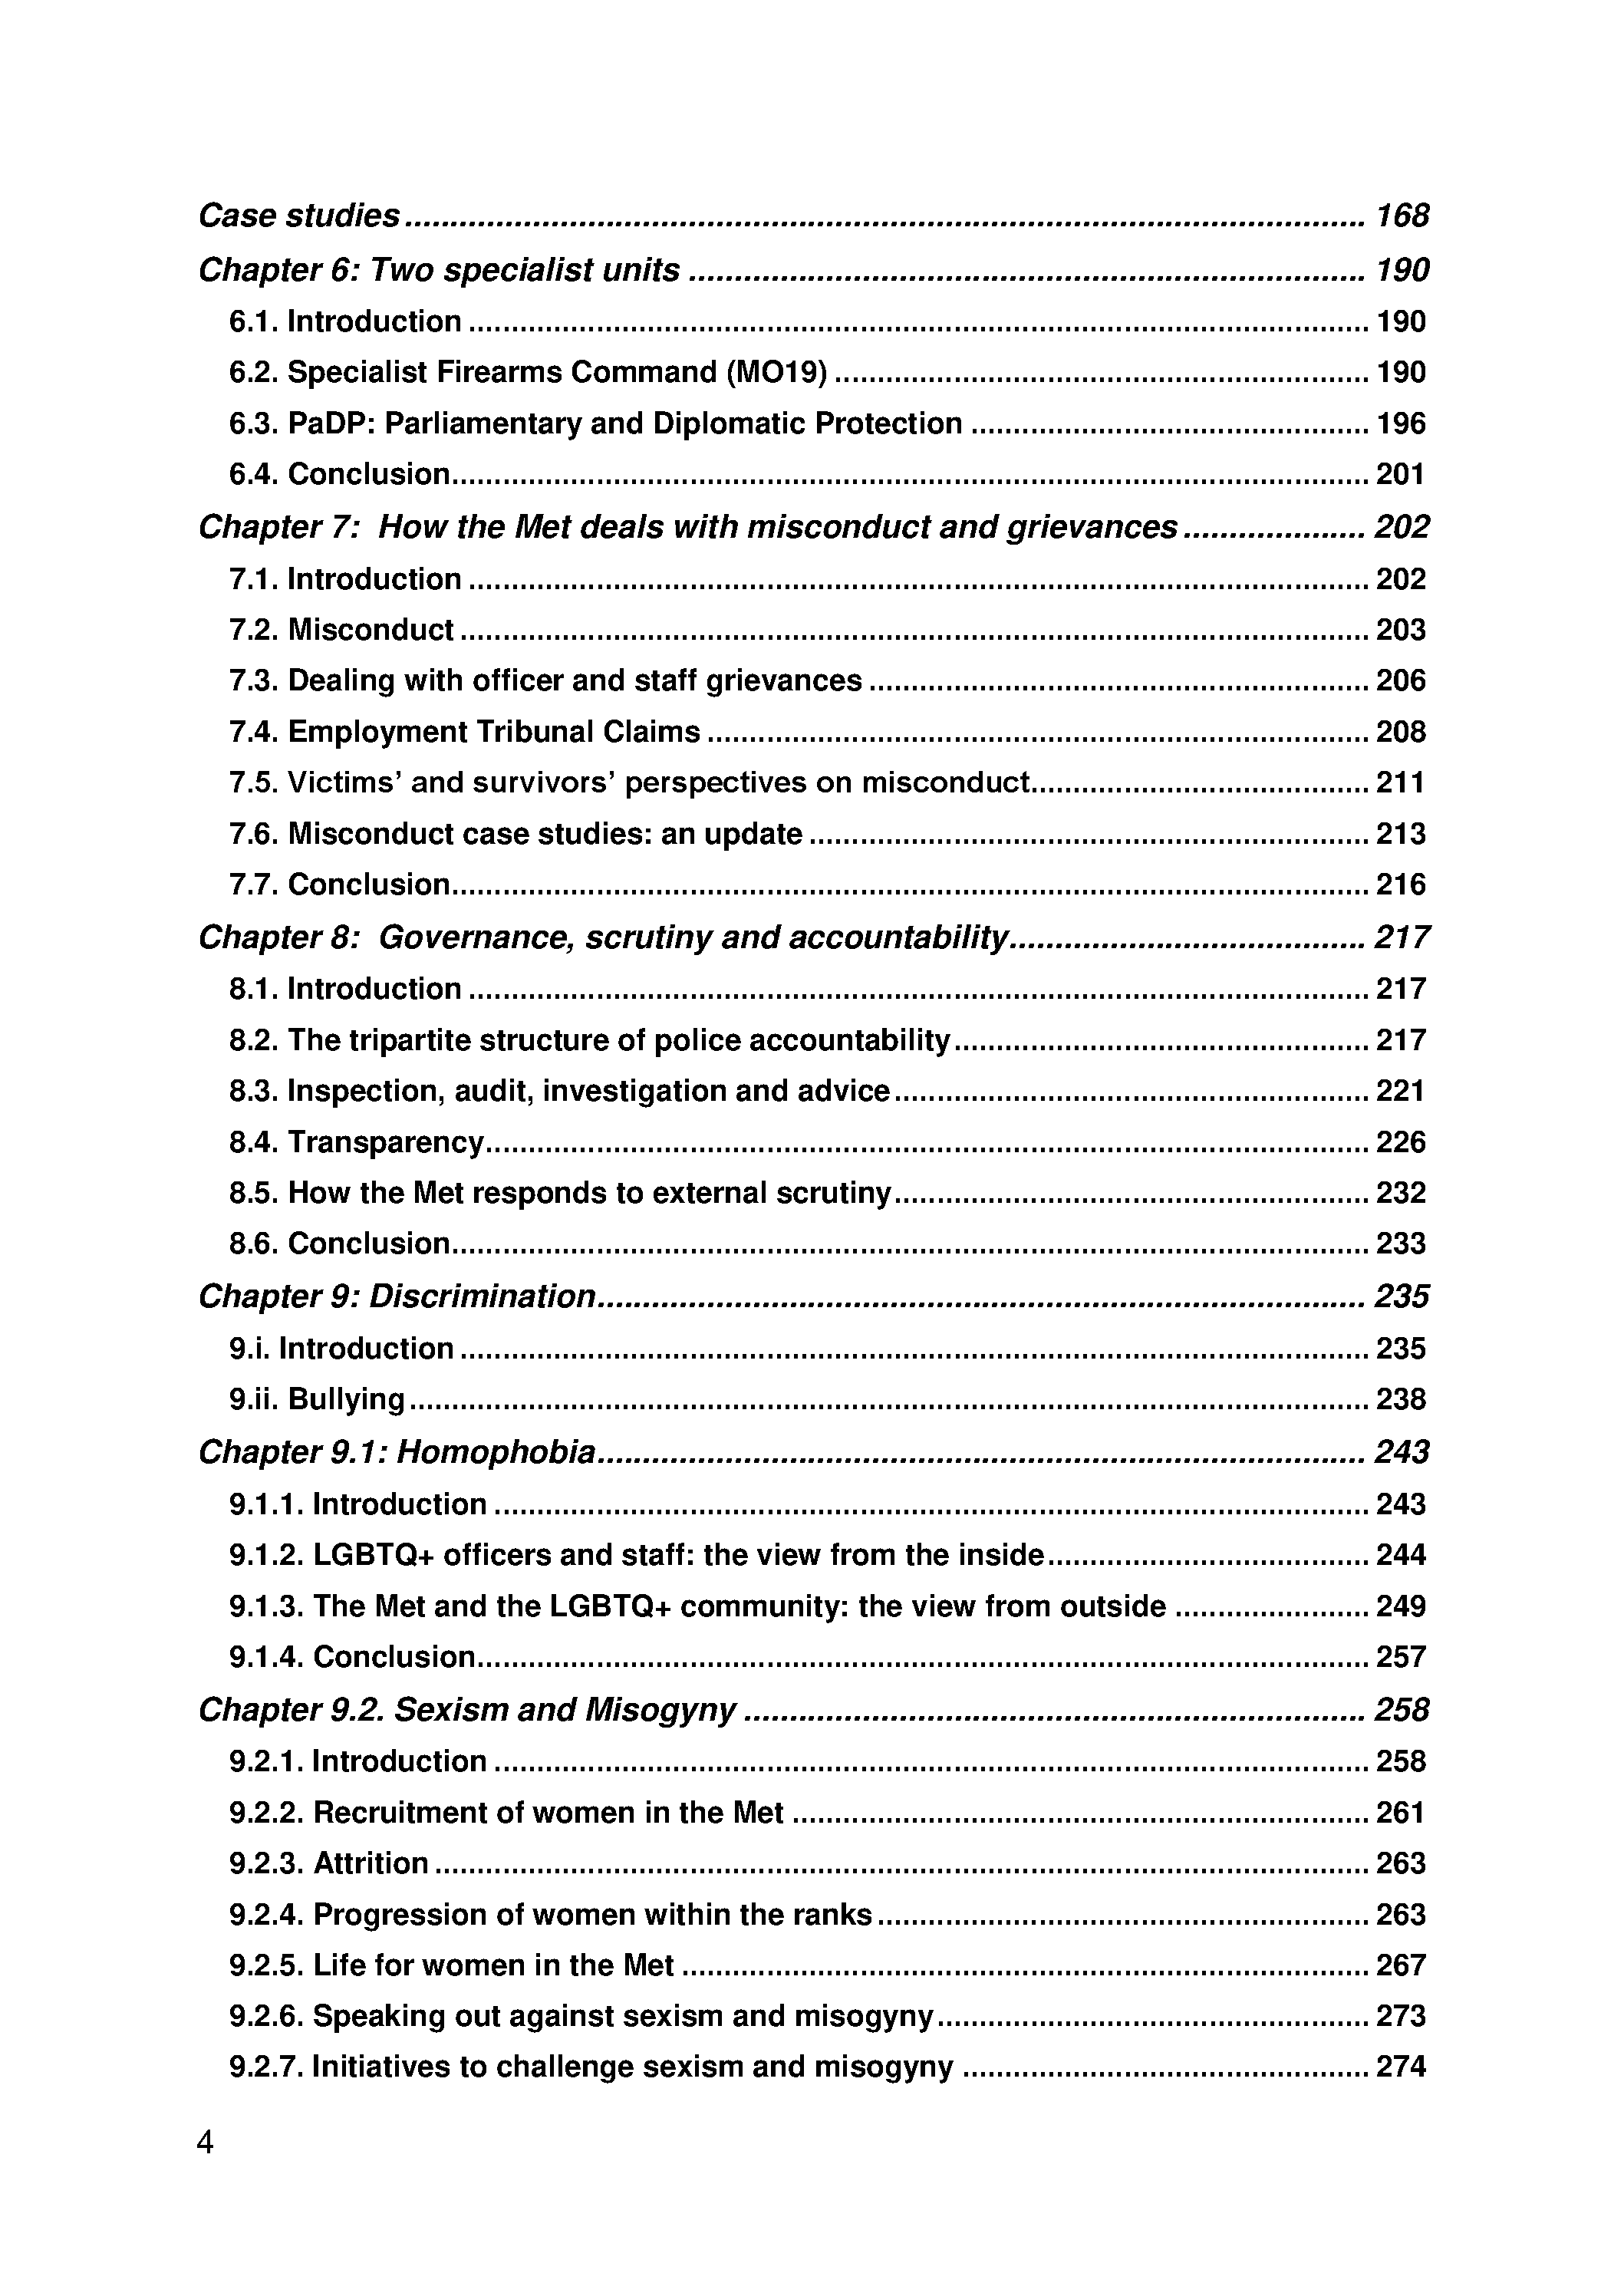 Case studies ........................................................................................................ 168
Chapter 6: Two specialist units ......................................................................... 190
6.1. Introduction ......................................................................................................... 190
6.2. Specialist Firearms Command (MO19) .............................................................. 190
6.3. PaDP: Parliamentary and Diplomatic Protection .............................................. 196
6.4. Conclusion........................................................................................................... 201
Chapter 7:  How the Met deals with misconduct and grievances .................... 202
7.1. Introduction ......................................................................................................... 202
7.2. Misconduct .......................................................................................................... 203
7.3. Dealing with officer and staff grievances .......................................................... 206
7.4. Employment Tribunal Claims ............................................................................. 208
7.5. Victims’ and survivors’ perspectives on misconduct........................................ 211
7.6. Misconduct case studies: an update ................................................................. 213
7.7. Conclusion........................................................................................................... 216
Chapter 8:  Governance, scrutiny and accountability....................................... 217
8.1. Introduction ......................................................................................................... 217
8.2. The tripartite structure of police accountability................................................. 217
8.3. Inspection, audit, investigation and advice........................................................ 221
8.4. Transparency....................................................................................................... 226
8.5. How the Met responds to external scrutiny........................................................ 232
8.6. Conclusion........................................................................................................... 233
Chapter 9: Discrimination.................................................................................... 235
9.i. Introduction .......................................................................................................... 235
9.ii. Bullying ................................................................................................................ 238
Chapter 9.1: Homophobia.................................................................................... 243
9.1.1. Introduction ...................................................................................................... 243
9.1.2. LGBTQ+ officers and staff: the view from the inside...................................... 244
9.1.3. The Met and the LGBTQ+ community: the view from outside ....................... 249
9.1.4. Conclusion........................................................................................................ 257
Chapter 9.2. Sexism and Misogyny .................................................................... 258
9.2.1. Introduction ...................................................................................................... 258
9.2.2. Recruitment of women in the Met .................................................................... 261
9.2.3. Attrition ............................................................................................................. 263
9.2.4. Progression of women within the ranks .......................................................... 263
9.2.5. Life for women in the Met ................................................................................ 267
9.2.6. Speaking out against sexism and misogyny................................................... 273
9.2.7. Initiatives to challenge sexism and misogyny ................................................ 274
4